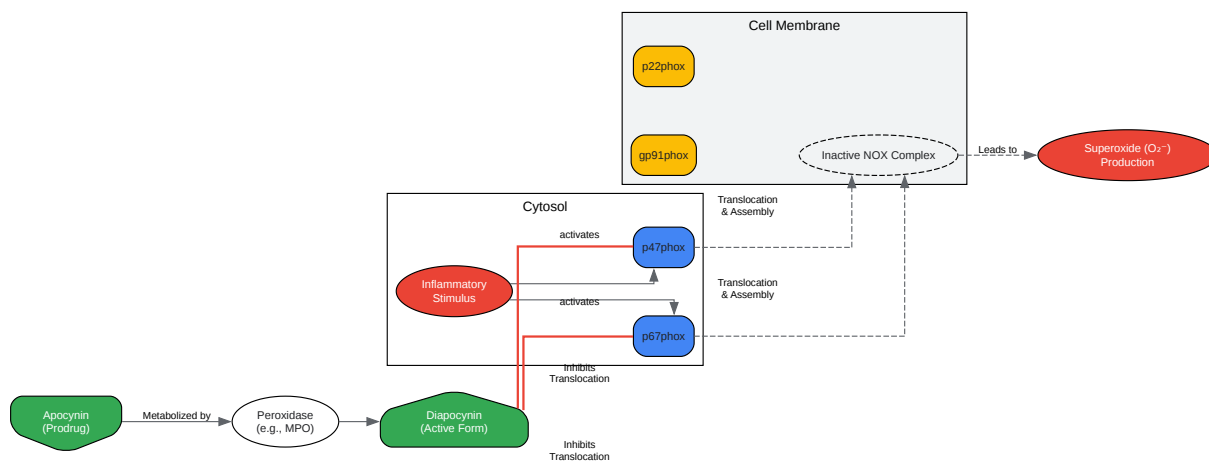 Cell Membrane
p22phox
gp91phox
Inactive NOX Complex
Leads to
Superoxide (O₂⁻)
Production
Cytosol
Translocation
& Assembly
activates
p47phox
Inflammatory
Stimulus
Translocation
& Assembly
activates
p67phox
Inhibits
Translocation
Apocynin
(Prodrug)
Metabolized by
Peroxidase
(e.g., MPO)
Diapocynin
(Active Form)
Inhibits
Translocation